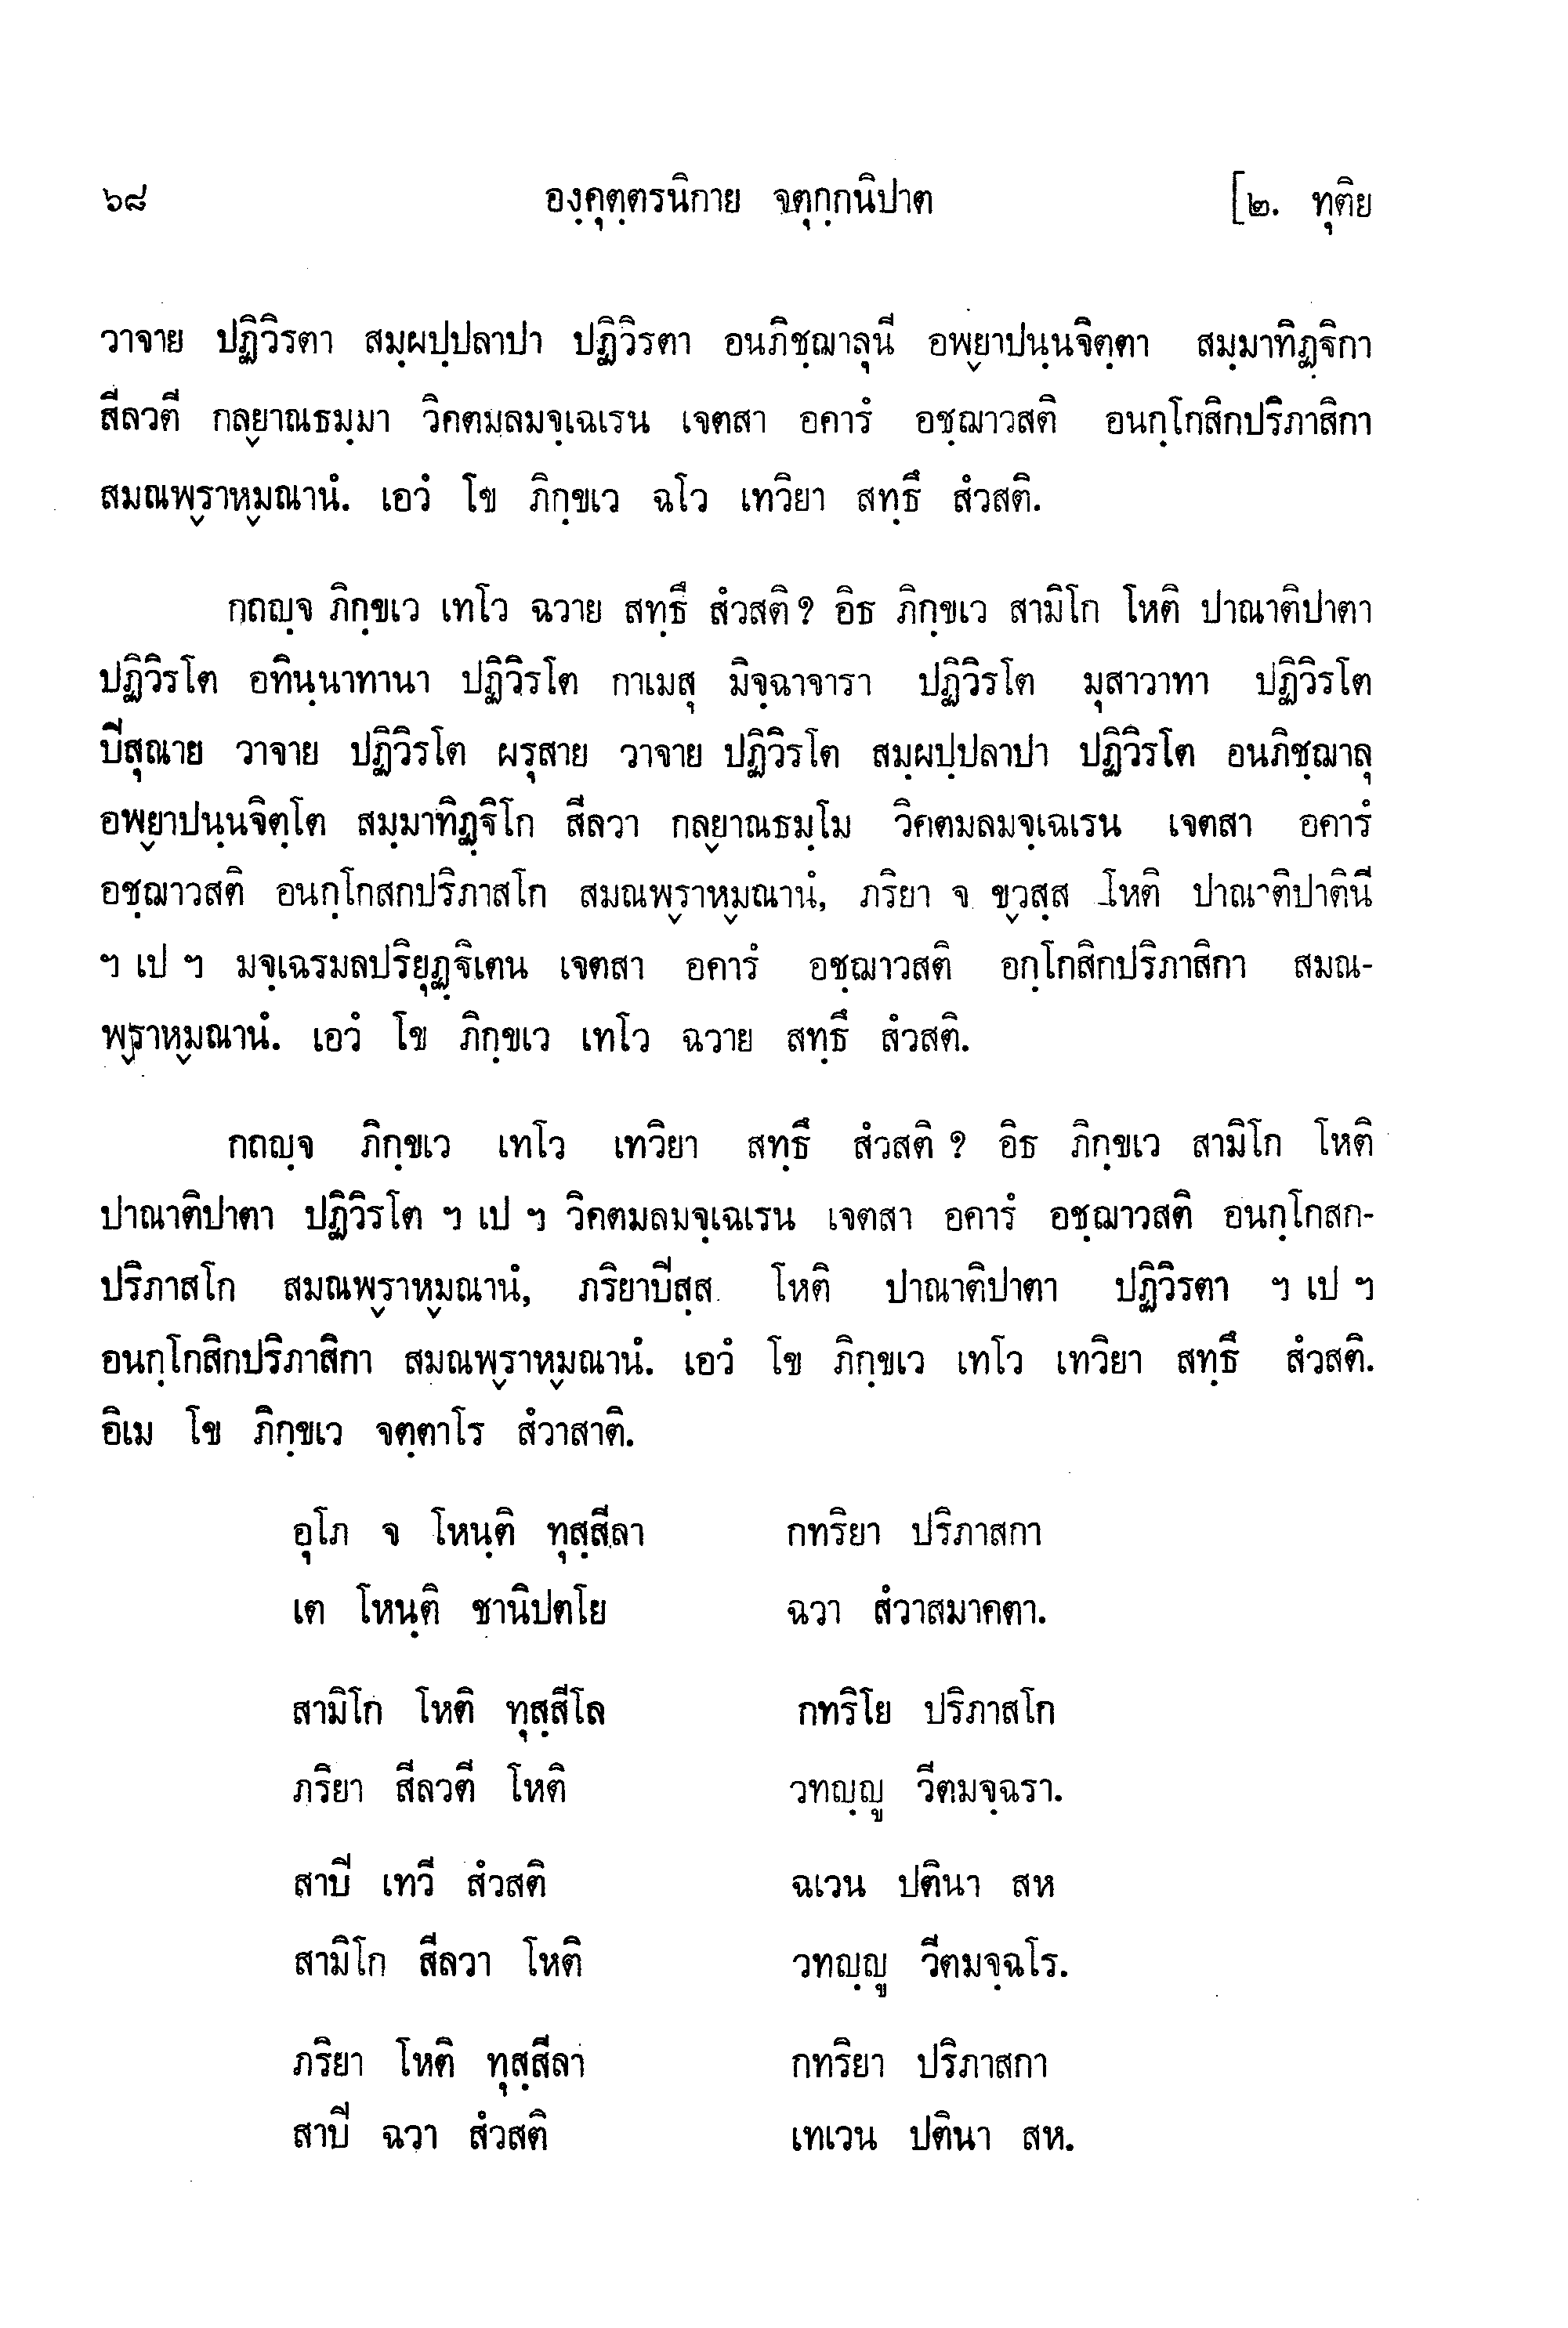 ๖๘ องฺคุตฺตรนิกาย จตุกฺกนิปาต [๒. ทุติย
วาจาย ปฏิวิรตา สมฺผปฺปลาปา ปฏิวิรตา อนภิชฺฌาลุนี อพฺยาปนฺนจิตฺตา สมฺมาทิฏฺฐิกา
สีลวตี กลฺยาณธมฺมา วิคตมลมจฺเฉเรน เจตสา อคารํ อชฺฌาวสติ อนกฺโกสิกปริภาสิกา
สมณพฺราหฺมณานํ. เอวํ โข ภิกฺขเว ฉโว เทวิยา สทฺธึ สํวสติ.
กถญฺจ ภิกฺขเว เทโว ฉวาย สทฺธึ สํวสติ? อิธ ภิกฺขเว สามิโก โหติ ปาณาติปาตา
ปฏิวิรโต อทินฺนาทานา ปฏิวิรโต กาเมสุ มิจฺฉาจารา ปฏิวิรโต มุสาวาทา ปฏิวิรโต
ปิสุณาย วาจาย ปฏิวิรโต ผรุสาย วาจาย ปฏิวิรโต สมฺผปฺปลาปา ปฏิวิรโต อนภิชฺฌาลุ
อพฺยาปนฺนจิตฺโต สมฺมาทิฏฺฐิโก สีลวา กลฺยาณธมฺโม วิคตมลมจฺเฉเรน เจตสา อคารํ
อชฺฌาวสติ อนกฺโกสกปริภาสโก สมณพฺราหฺมณานํ, ภริยา จ ขฺวสฺส โหติ ปาณาติปาตินี
ฯ เป ฯ มจฺเฉรมลปริยุฏฺฐิเตน เจตสา อคารํ อชฺฌาวสติ อกฺโกสิกปริภาสิกา สมณ-
พฺราหฺมณานํ. เอวํ โข ภิกฺขเว เทโว ฉวาย สทฺธึ สํวสติ.
กถญฺจ ภิกฺขเว เทโว เทวิยา สทฺธึ สํวสติ? อิธ ภิกฺขเว สามิโก โหติ
ปาณาติปาตา ปฏิวิรโต ฯ เป ฯ วิคตมลมจฺเฉเรน เจตสา อคารํ อชฺฌาวสติ อนกฺโกสก-
ปริภาสโก สมณพฺราหฺมณานํ, ภริยาปิสฺส โหติ ปาณาติปาตา ปฏิวิรตา ฯ เป ฯ
อนกฺโกสิกปริภาสิกา สมณพฺราหฺมณานํ. เอวํ โข ภิกฺขเว เทโว เทวิยา สทฺธึ สํวสติ.
อิเม โข ภิกฺขเว จตฺตาโร สํวาสาติ.
อุโภ จ โหนฺติ ทุสฺสีลา กทริยา ปริภาสกา
เต โหนฺติ ชานิปตโย ฉวา สํวาสมาคตา.
สามิโก โหติ ทุสฺสีโล กทริโย ปริภาสโก
ภริยา สีลวตี โหติ วทญฺญู วีตมจฺฉรา.
สาปิ เทวี สํวสติ ฉเวน ปตินา สห
สามิโก สีลวา โหติ วทญฺญู วีตมจฺฉโร.
ภริยา โหติ ทุสฺสีลา กทริยา ปริภาสกา
สาปิ ฉวา สํวสติ เทเวน ปตินา สห.